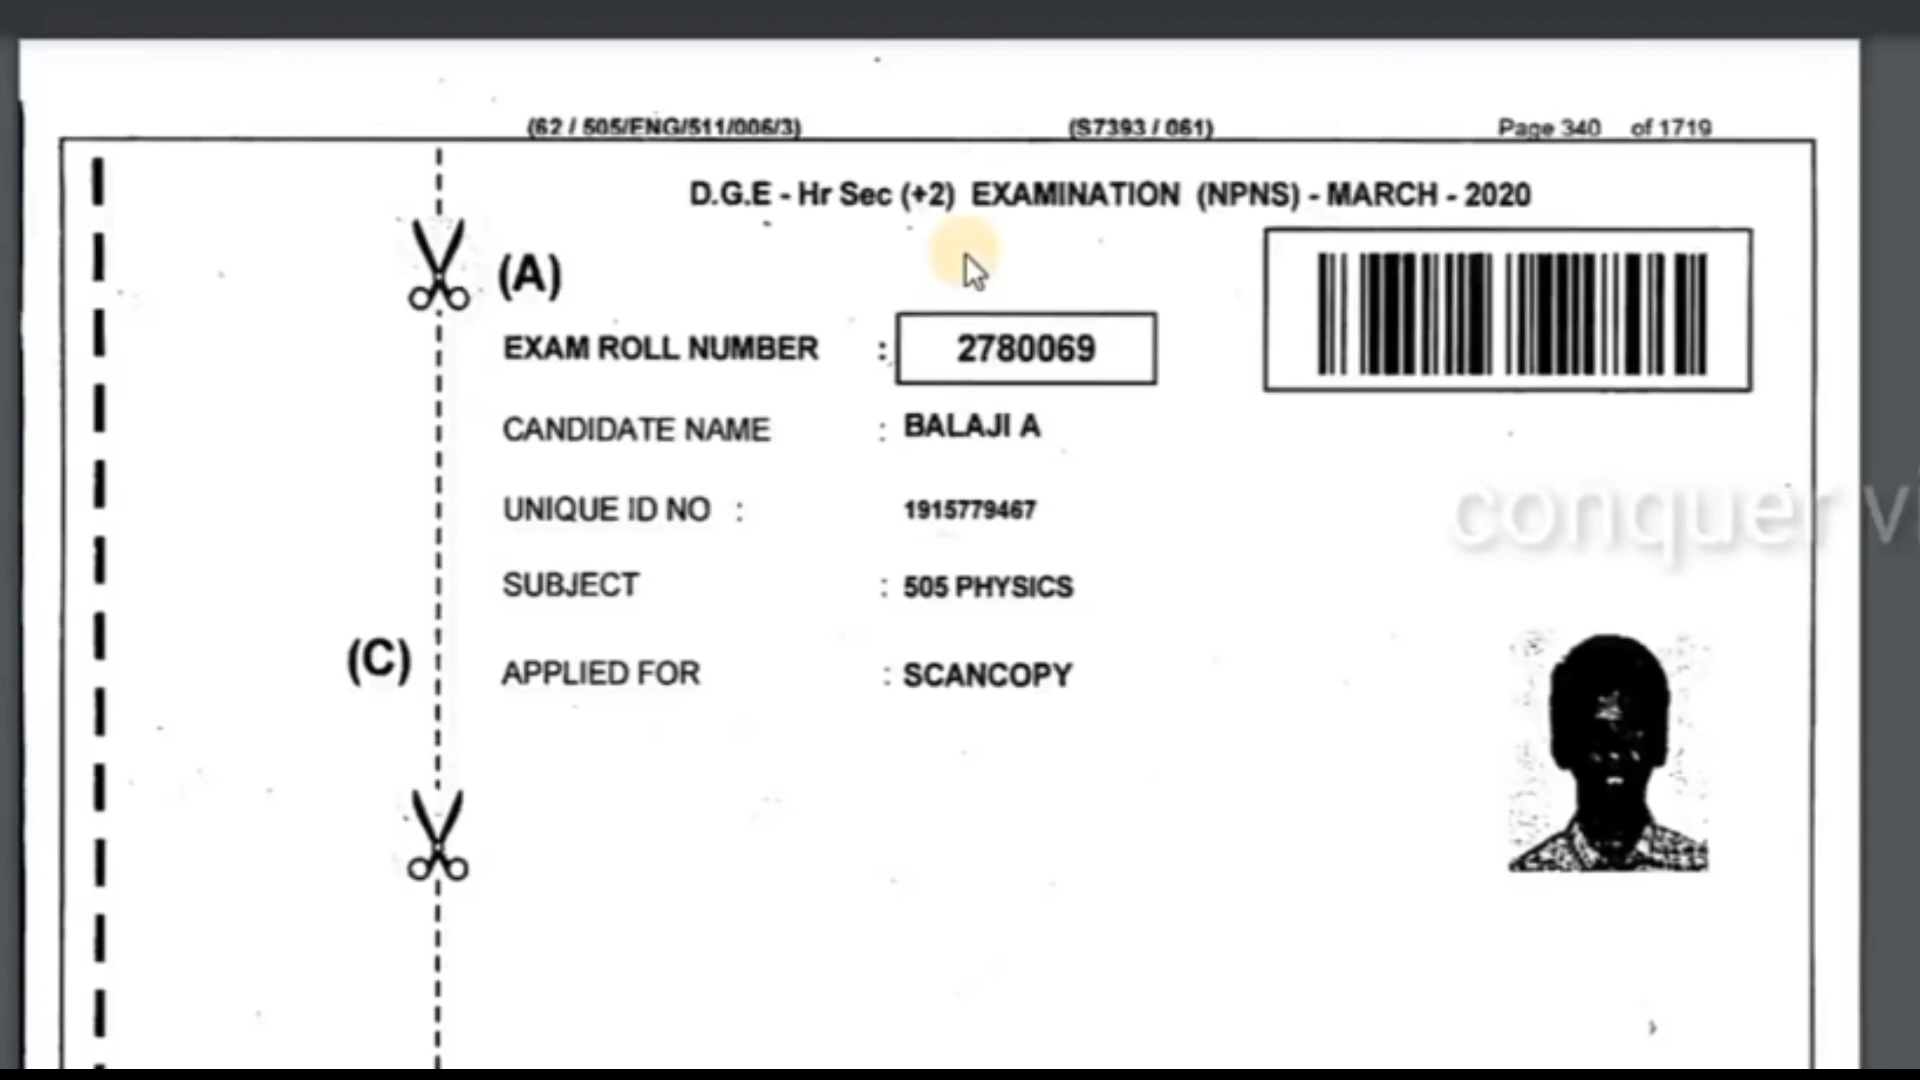 (62 / 505/ENG/511/006/3) (S7393 / 061) Page 340 of 1719
D.G.E - Hr Sec (+2) EXAMINATION (NPNS) - MARCH - 2020
(A)
EXAM ROLL NUMBER : 2780069
CANDIDATE NAME : BALAJI A
UNIQUE ID NO : 1915779467
conquer
SUBJECT : 505 PHYSICS
(C)
APPLIED FOR : SCANCOPY